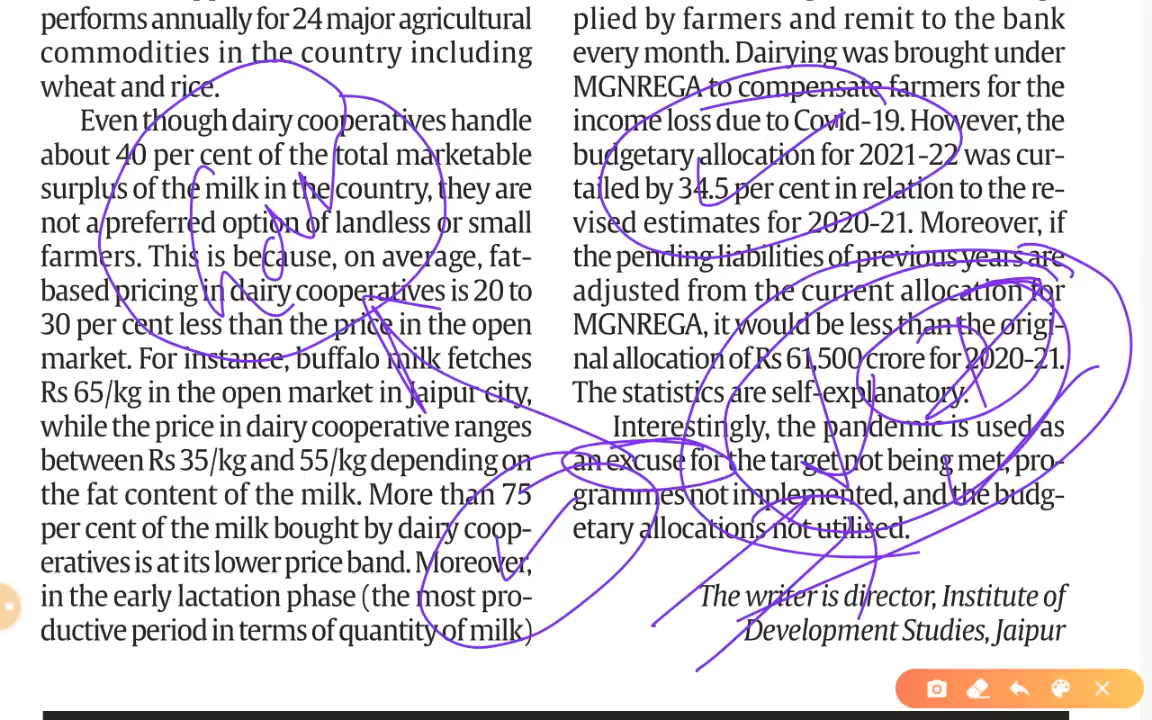 performs annually for 24 major agricultural
commodities in the country including
wheat and rice.
Even though dairy cooperatives handle
about 40 per cent of the total marketable
surplus of the milk in the country, they are
not a preferred option of landless or small
farmers. This is because, on average, fat-
based pricing in dairy cooperatives is 20 to
30 per cent less than the price in the open
market. For instance, buffalo milk fetches
Rs 65/kg in the open market in Jaipur city,
while the price in dairy cooperative ranges
between Rs 35/kg and 55/kg depending on
the fat content of the milk. More than 75
per cent of the milk bought by dairy coop-
eratives is at its lower price band. Moreover,
in the early lactation phase (the most pro-
ductive period in terms of quantity of milk)
plied by farmers and remit to the bank
every month. Dairying was brought under
MGNREGA to compensate farmers for the
income loss due to Covid-19. However, the
budgetary allocation for 2021-22 was cur-
tailed by 34.5 per cent in relation to the re-
vised estimates for 2020-21. Moreover, if
the pending liabilities of previous years are
adjusted from the current allocation for
MGNREGA, it would be less than the origi-
nal allocation of Rs 61,500 crore for 2020-21.
The statistics are self-explanatory.
Interestingly, the pandemic is used as
an excuse for the target not being met, pro-
grammes not implemented, and the budg-
etary allocations not utilised.
The writer is director, Institute of
Development Studies, Jaipur